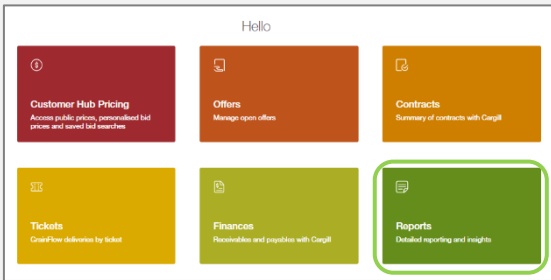 Hello
Customer Hub Pricing
Access public prices, personalised bid
prices and saved bid searches
Offers
Manage open offers
Contracts
Summary of contracts with Cargill
Tickets
GrainFlow deliveries by ticket
Finances
Receivables and payables with Cargill
Reports
Detailed reporting and insights